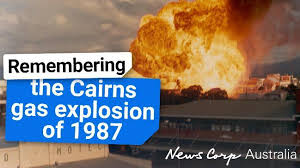 Remembering
the Cairns
gas explosion
of 1987
News Corp Australia